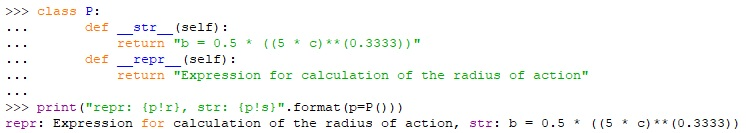 >>> class P:
...     def __str__(self):
...         return "b = 0.5 * ((5 * c)**(0.3333))"
...     def __repr__(self):
...         return "Expression for calculation of the radius of action"
...
>>> print("repr: {p!r}, str: {p!s}".format(p=P()))
repr: Expression for calculation of the radius of action, str: b = 0.5 * ((5 * c)**(0.3333))